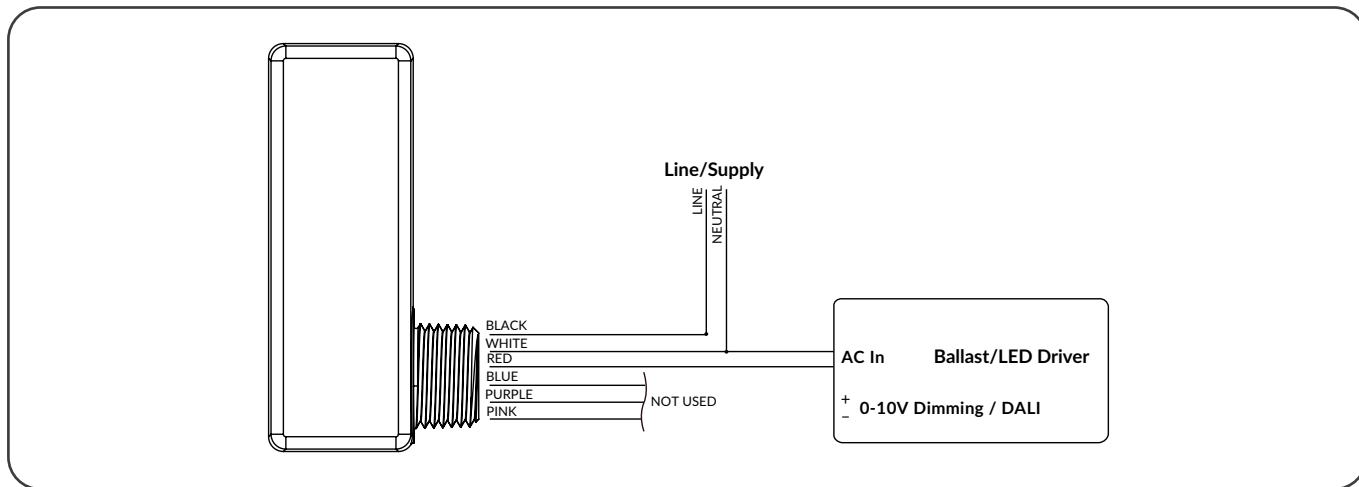 Line/Supply
LINE
NEUTRAL
BLACK
WHITE
RED
BLUE
PURPLE
PINK
NOT USED
AC In Ballast/LED Driver
+
− 0-10V Dimming / DALI